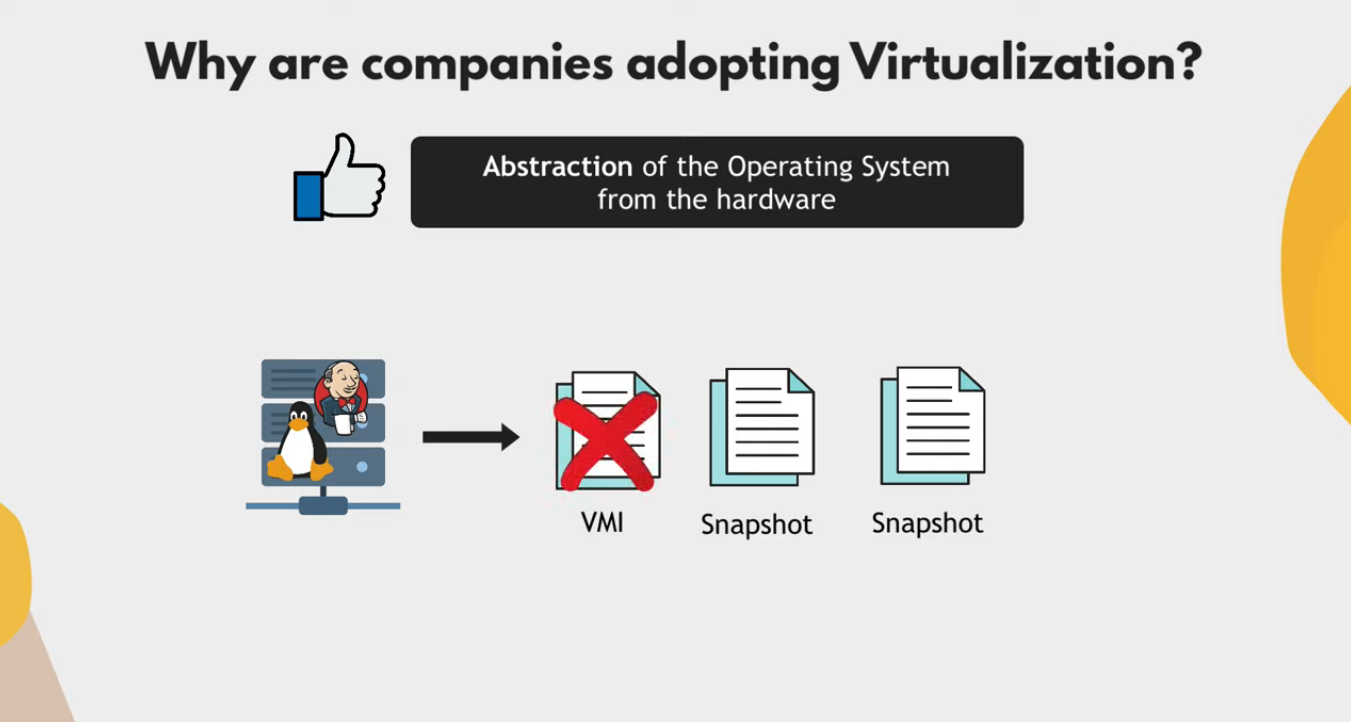 Why are companies adopting Virtualization?
Abstraction of the Operating System
from the hardware
VMI
Snapshot
Snapshot